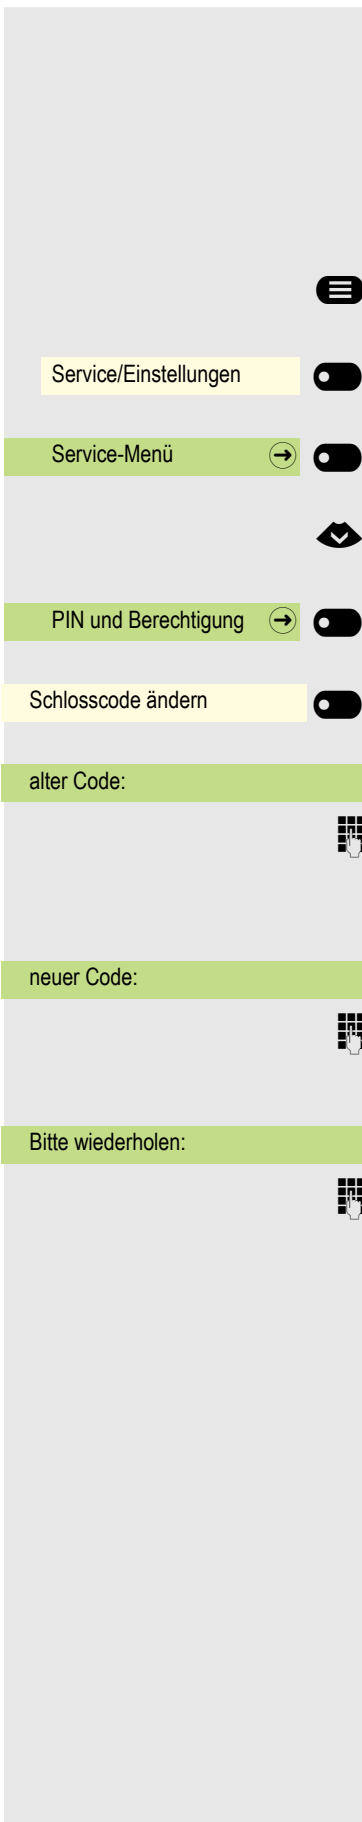 Service/Einstellungen
Service-Menü
PIN und Berechtigung
Schlosscode ändern
alter Code:
neuer Code:
Bitte wiederholen: